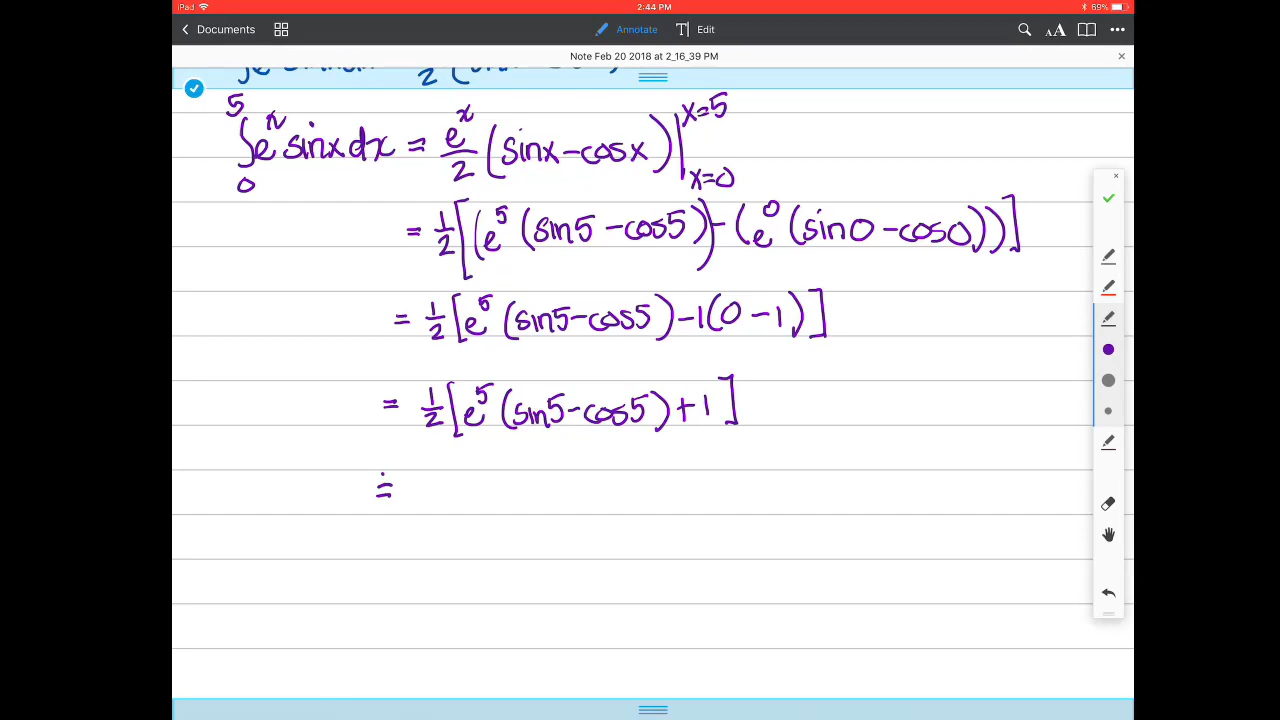 iPad 2:44 PM 69%
Documents Annotate T Edit AA
Note Feb 20 2018 at 2_16_39 PM
∫₀⁵ eˣ sinx dx = eˣ/2 (sinx - cosx) |ₓ₌₀ˣ⁼⁵
= 1/2 [(e⁵ (sin5 - cos5)) - (e⁰ (sin0 - cos0))]
= 1/2 [e⁵ (sin5 - cos5) - 1(0 - 1)]
= 1/2 [e⁵ (sin5 - cos5) + 1]
≐